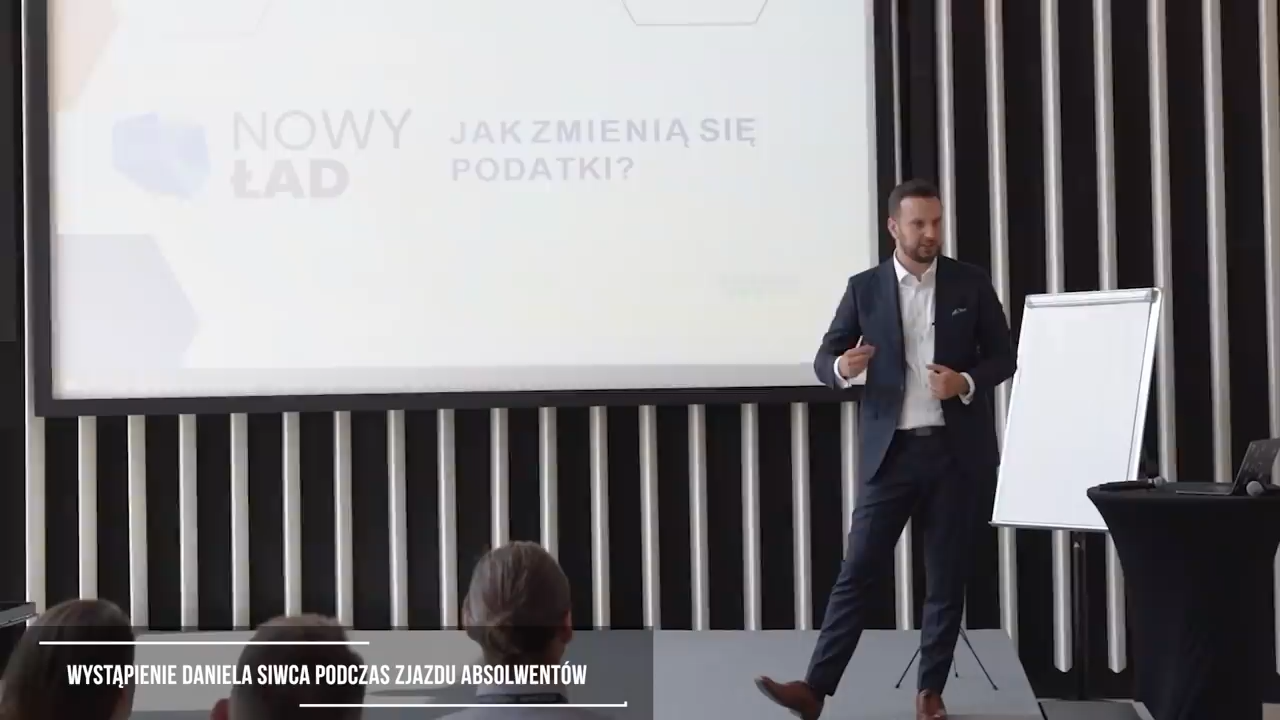 NOWY
ŁAD
JAK ZMIENIĄ SIĘ
PODATKI?
WYSTĄPIENIE DANIELA SIWCA PODCZAS ZJAZDU ABSOLWENTÓW